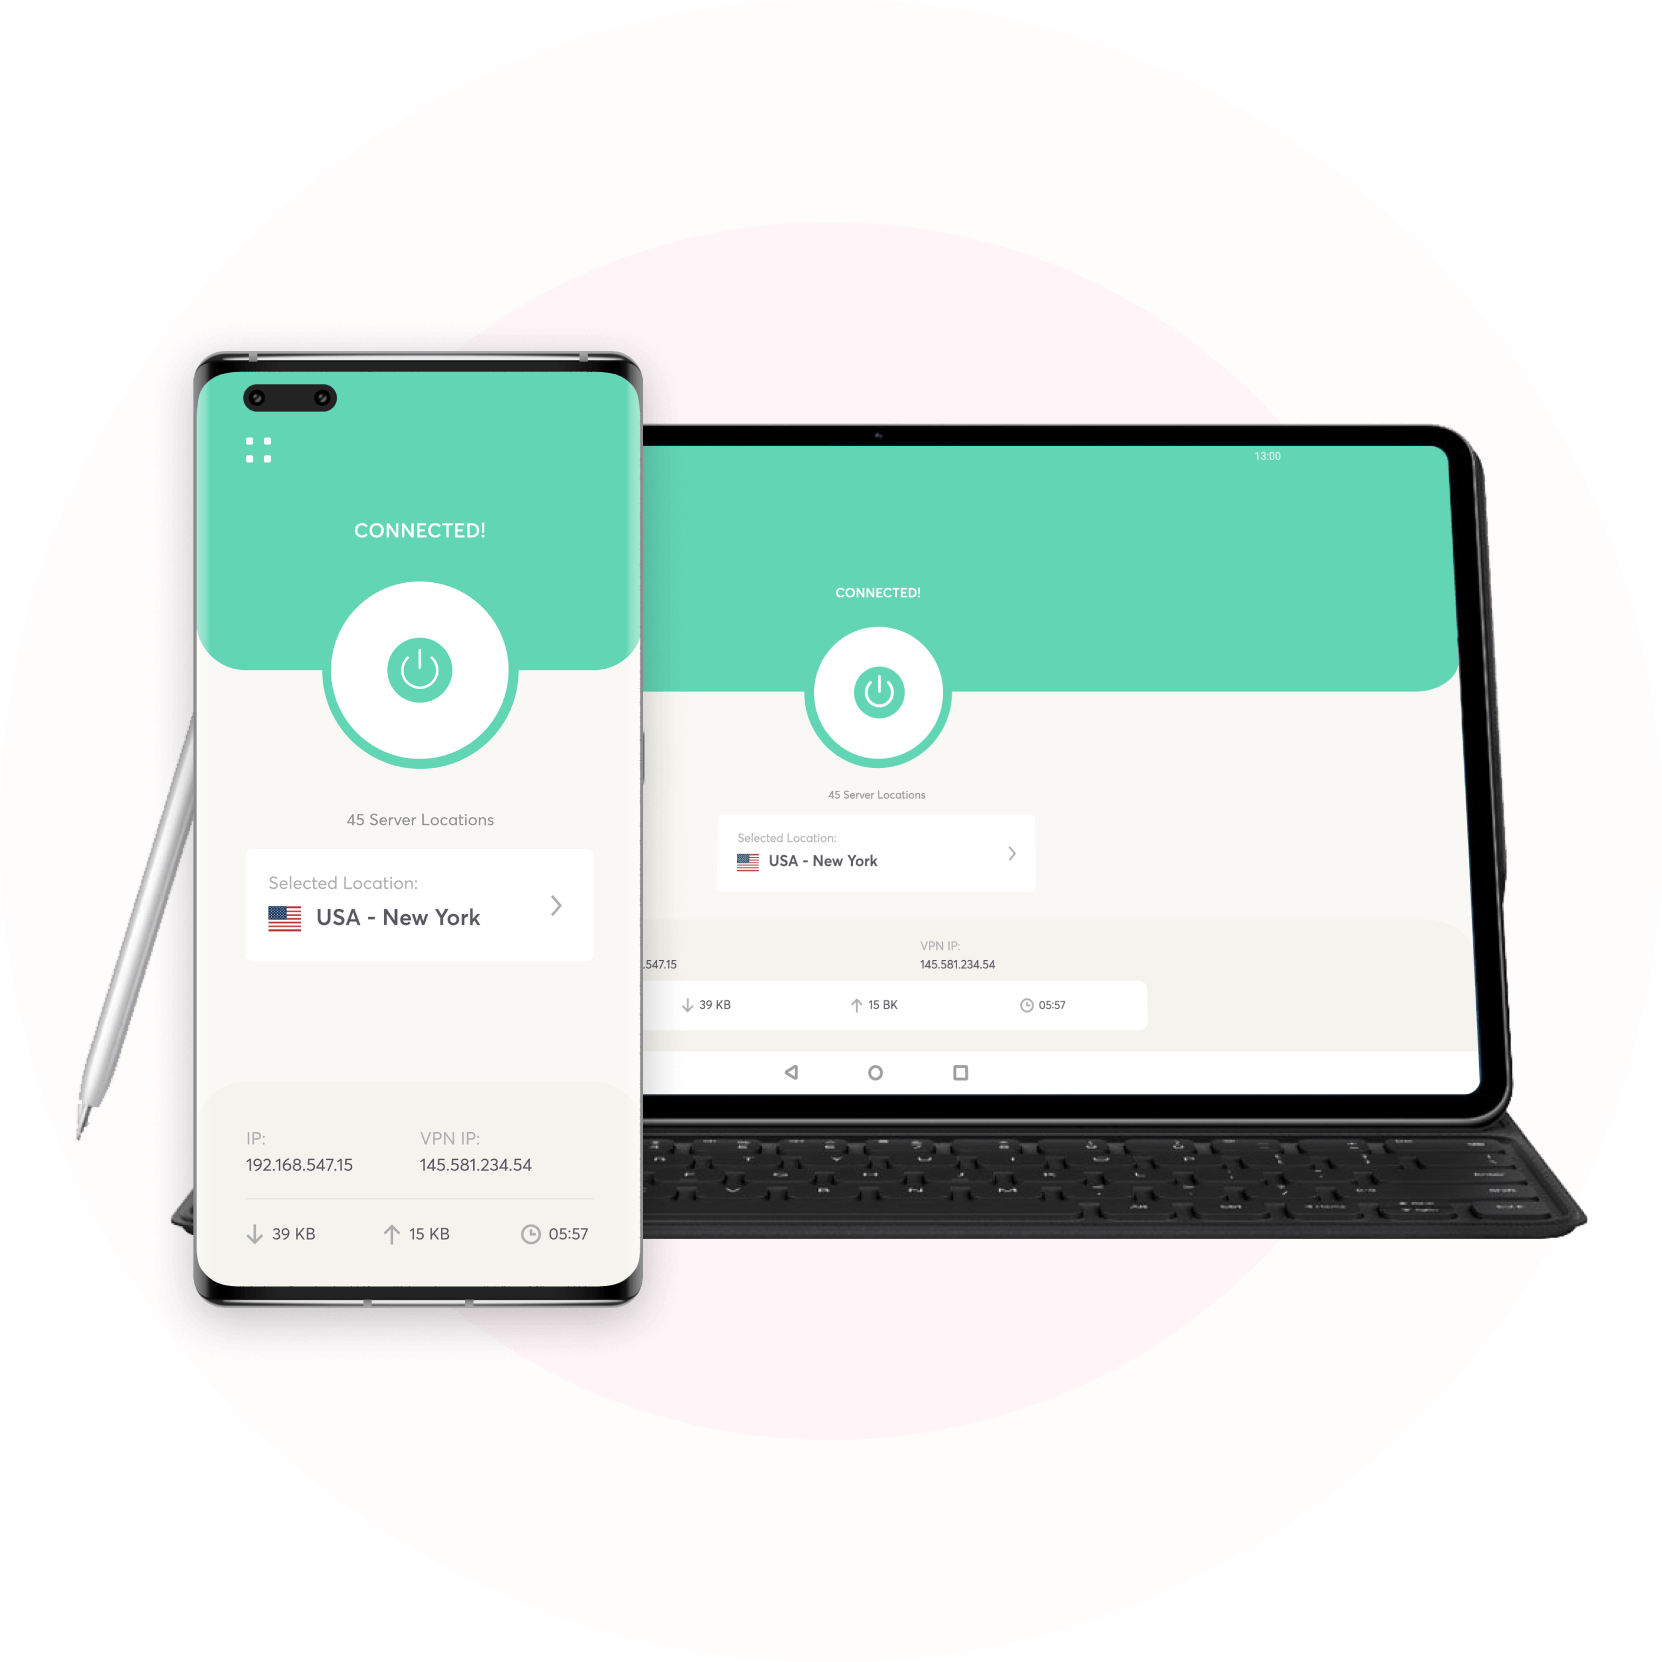 CONNECTED!
45 Server Locations
Selected Location:
USA - New York
IP:
VPN IP:
192.168.547.15
145.581.234.54
39 KB
15 KB
05:57
13:00
CONNECTED!
45 Server Locations
Selected Location:
USA - New York
VPN IP:
.547.15
145.581.234.54
39 KB
15 BK
05:57